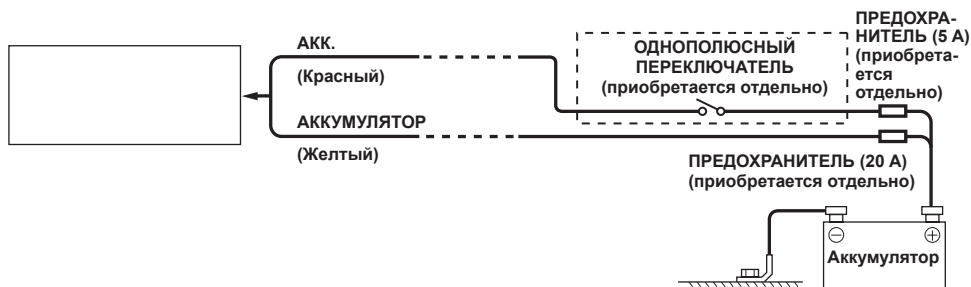 АКК.
(Красный)
ОДНОПОЛЮСНЫЙ
ПЕРЕКЛЮЧАТЕЛЬ
(приобретается отдельно)
ПРЕДОХРА-
НИТЕЛЬ (5 A)
(приобрета-
ется
отдельно)
АККУМУЛЯТОР
(Желтый)
ПРЕДОХРАНИТЕЛЬ (20 A)
(приобретается отдельно)
Аккумулятор